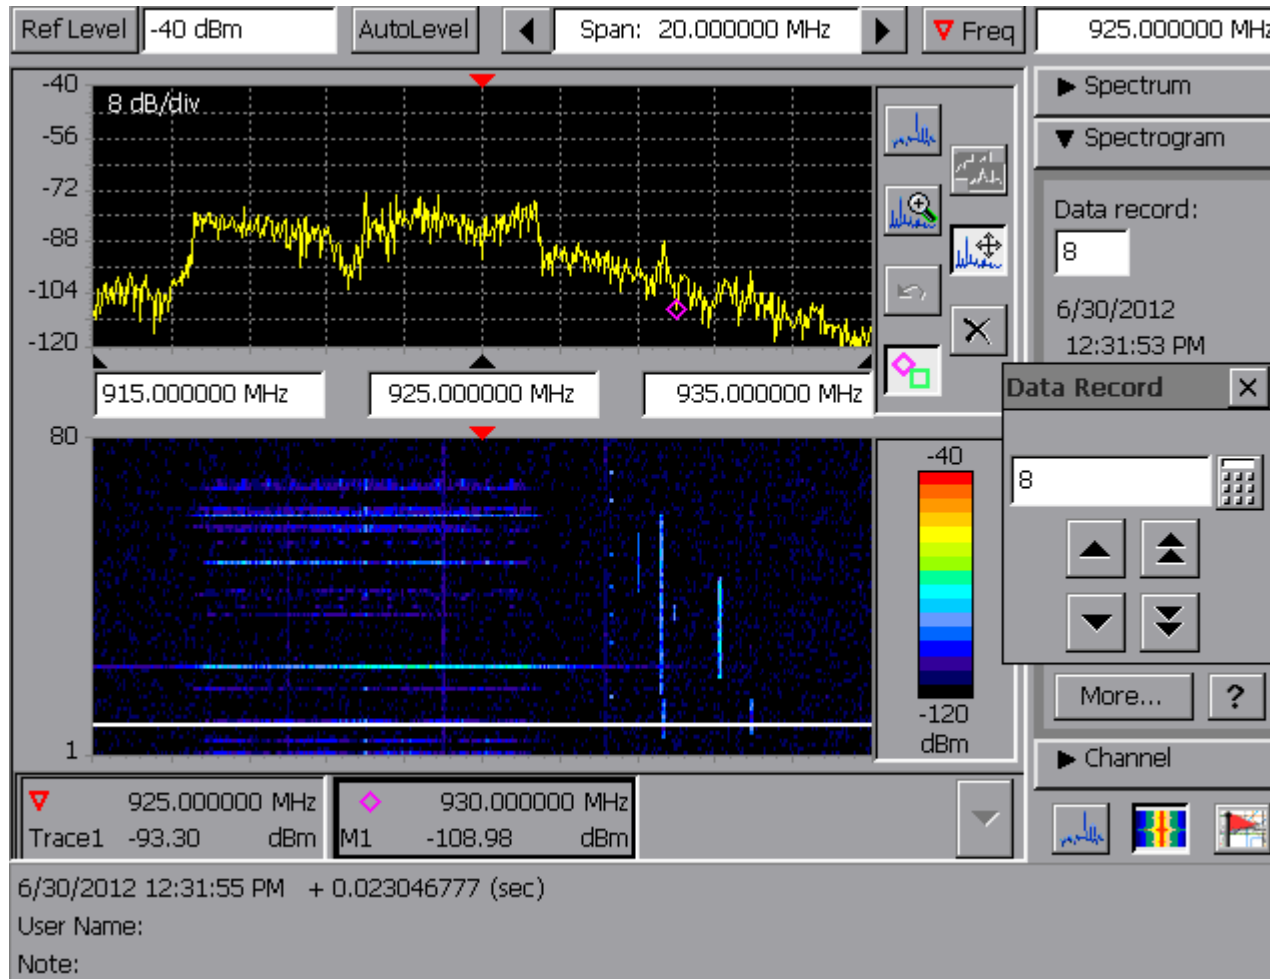 Ref Level -40 dBm AutoLevel Span: 20.000000 MHz Freq 925.000000 MHz
Spectrum
Spectrogram
Data record:
8
6/30/2012
12:31:53 PM
8 dB/div
-40
-56
-72
-88
-104
-120
915.000000 MHz 925.000000 MHz 935.000000 MHz
80
1
-40
-120
dBm
Data Record
8
More... ?
Channel
925.000000 MHz
Trace1 -93.30 dBm
930.000000 MHz
M1 -108.98 dBm
6/30/2012 12:31:55 PM + 0.023046777 (sec)
User Name:
Note: